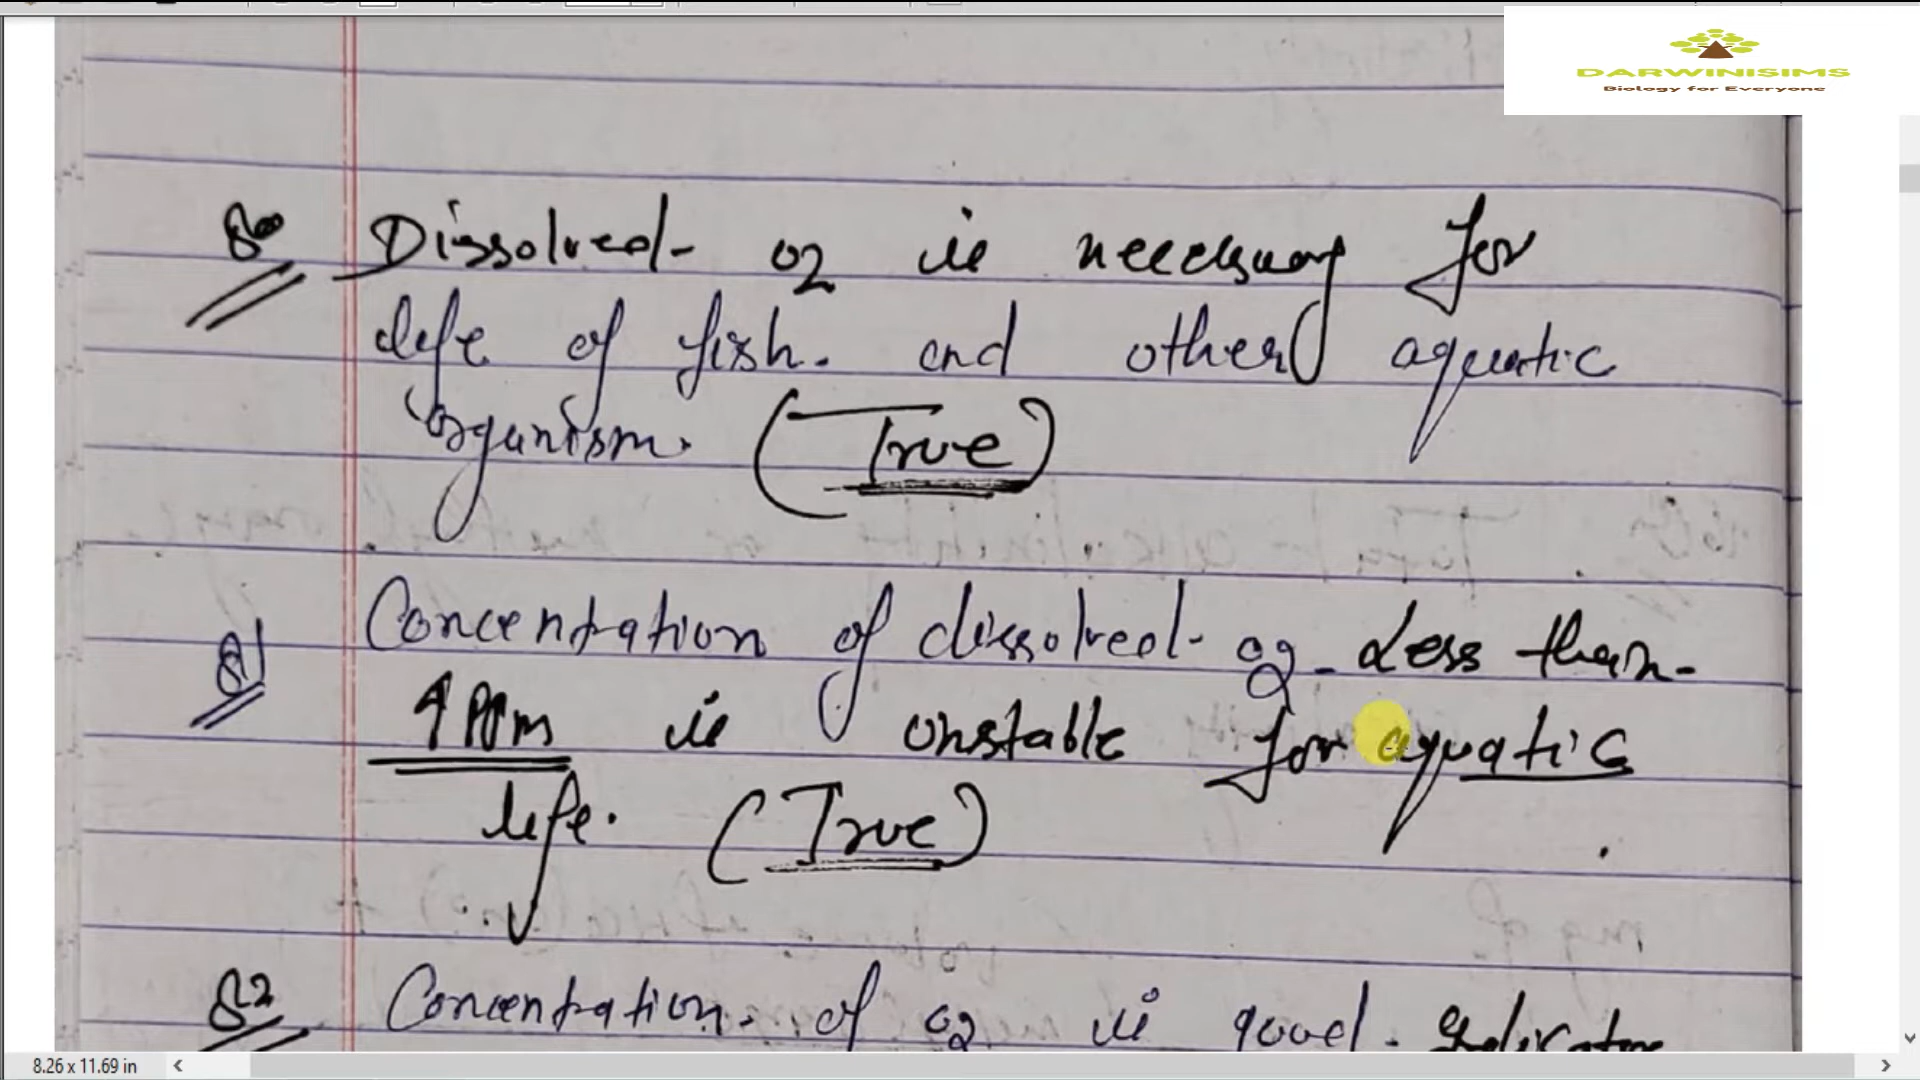 DARWINISIMS
Biology for Everyone
80 Dissolved- O2 is necessary for
life of fish. and other aquatic
organism. (True)
81 Concentration of dissolved- O2 - Less than-
4PPm is unstable for aquatic
life. (True)
82 Concentration. of O2 is good. Indicator
8.26 x 11.69 in